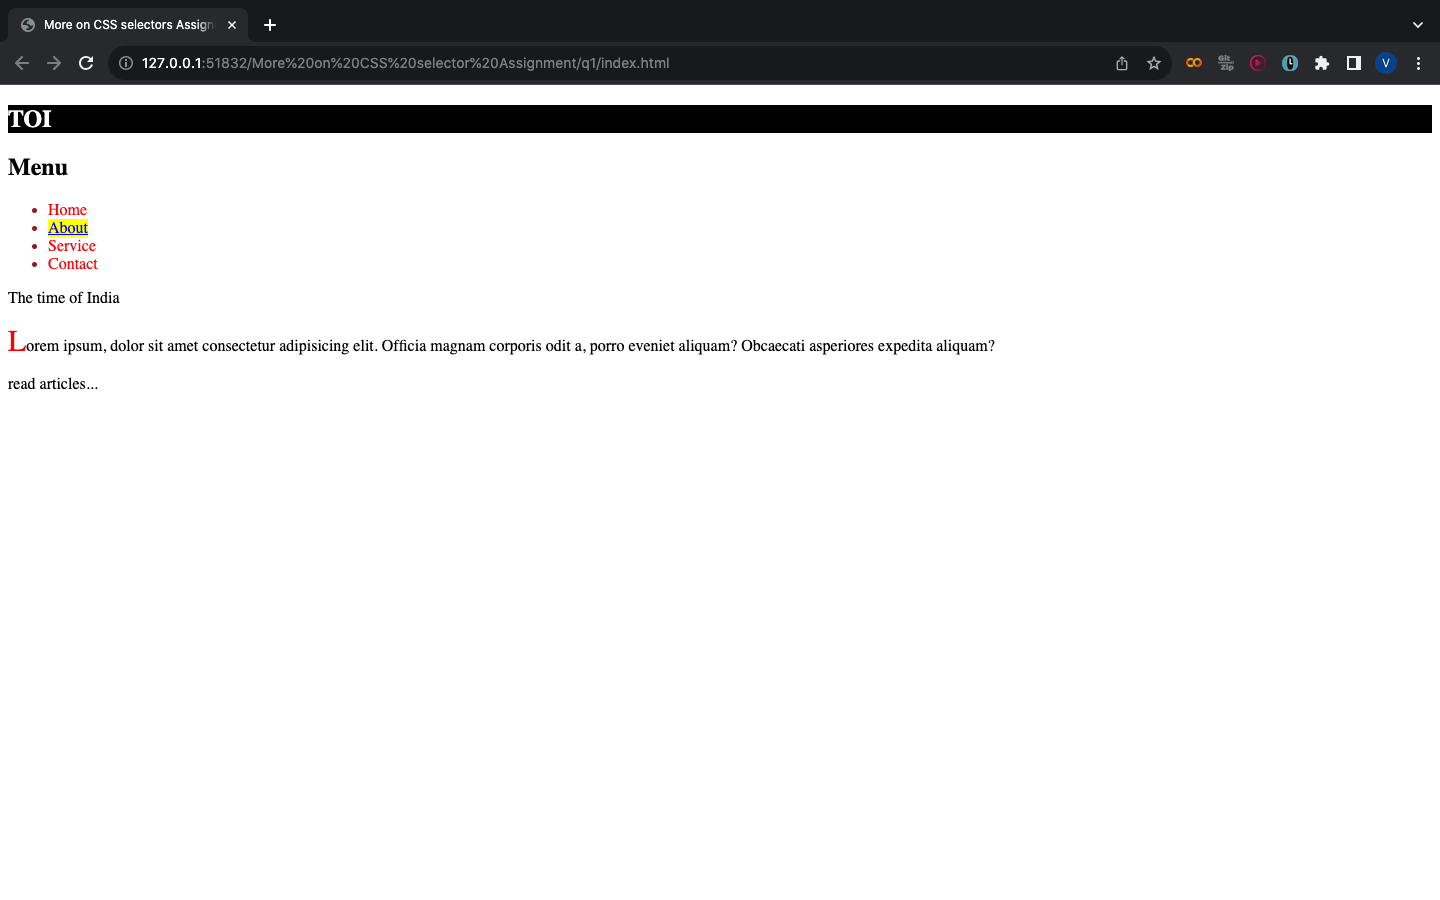 More on CSS selectors Assign
127.0.0.1:51832/More%20on%20CSS%20selector%20Assignment/q1/index.html
Git Zip
V
TOI
Menu
Home
About
Service
Contact
The time of India
Lorem ipsum, dolor sit amet consectetur adipisicing elit. Officia magnam corporis odit a, porro eveniet aliquam? Obcaecati asperiores expedita aliquam?
read articles...